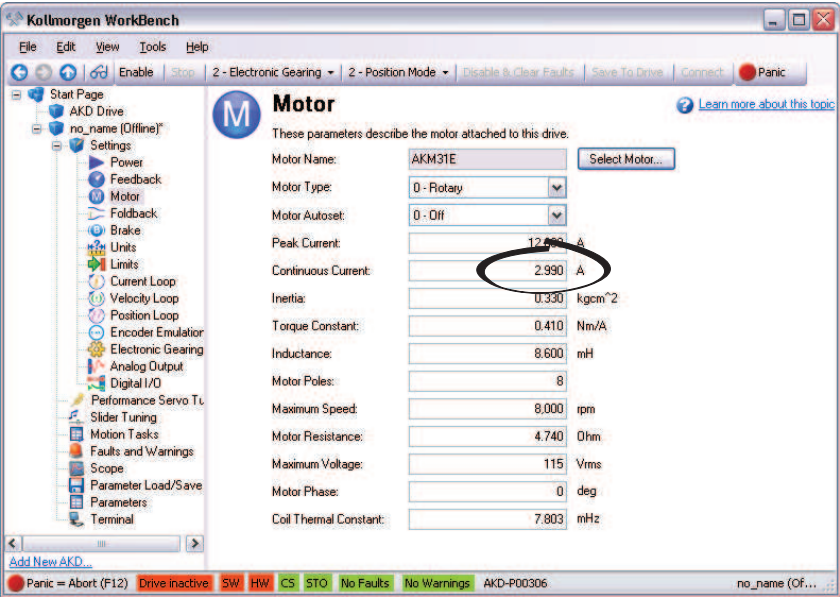 Kollmorgen WorkBench
File Edit View Tools Help
Enable Stop 2 - Electronic Gearing 2 - Position Mode Disable & Clear Faults Save To Drive Connect Panic
Start Page
AKD Drive
no_name (Offline)*
Settings
Power
Feedback
Motor
Foldback
Brake
Units
Limits
Current Loop
Velocity Loop
Position Loop
Encoder Emulation
Electronic Gearing
Analog Output
Digital I/O
Performance Servo Tu
Slider Tuning
Motion Tasks
Faults and Warnings
Scope
Parameter Load/Save
Parameters
Terminal
Add New AKD...
M Motor
Learn more about this topic
These parameters describe the motor attached to this drive.
Motor Name: AKM31E Select Motor...
Motor Type: 0 - Rotary
Motor Autoset: 0 - Off
Peak Current: A
Continuous Current: 2.990 A
Inertia: 0.330 kgcm^2
Torque Constant: 0.410 Nm/A
Inductance: 8.600 mH
Motor Poles: 8
Maximum Speed: 8,000 rpm
Motor Resistance: 4.740 Ohm
Maximum Voltage: 115 Vrms
Motor Phase: 0 deg
Coil Thermal Constant: 7.803 mHz
Panic = Abort (F12) Drive inactive SW HW CS STO No Faults No Warnings AKD-P00306 no_name (Of...